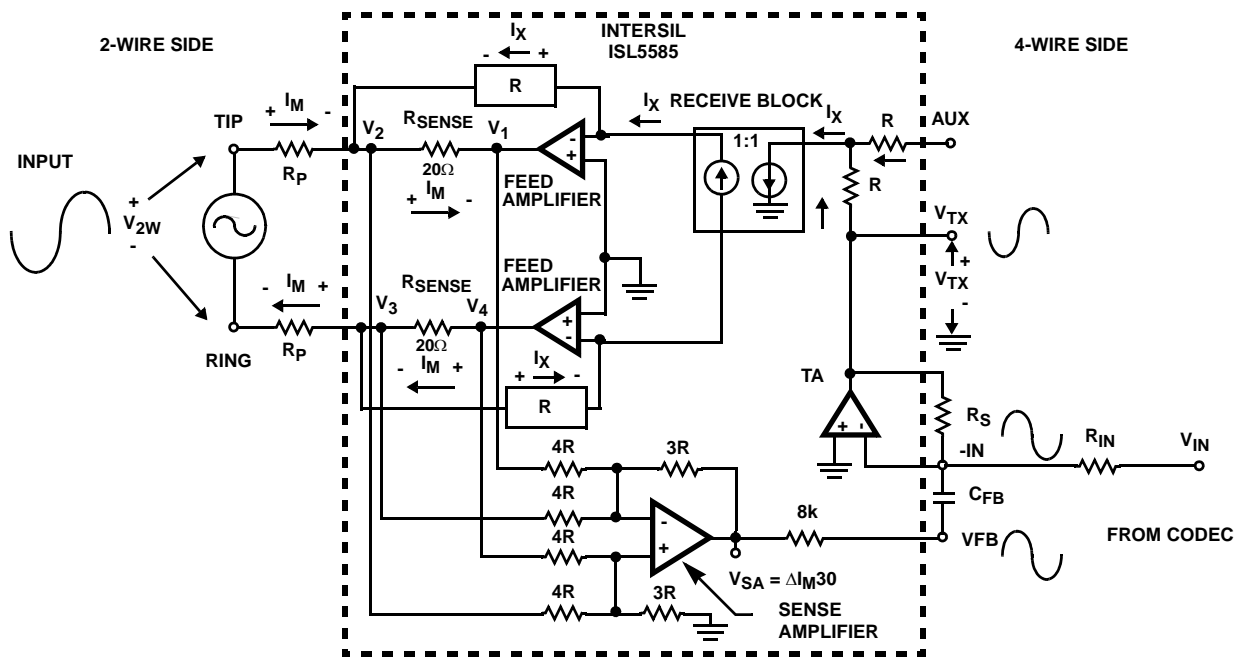 2-WIRE SIDE
INTERSIL
ISL5585
4-WIRE SIDE
I_X
- +
R
INPUT
+
V_2W
-
TIP
+ I_M -
R_P
V_2
R_SENSE
20Ω
+ I_M -
V_1
-
+
FEED
AMPLIFIER
I_X
RECEIVE BLOCK
1:1
I_X
R
AUX
R
V_TX
+
V_TX
-
- I_M +
R_P
RING
V_3
R_SENSE
20Ω
- I_M +
V_4
FEED
AMPLIFIER
+
-
+ I_X -
R
TA
+ -
R_S
-IN
R_IN
V_IN
C_FB
VFB
FROM CODEC
4R
3R
4R
4R
4R
3R
-
+
8k
V_SA = ΔI_M30
SENSE
AMPLIFIER